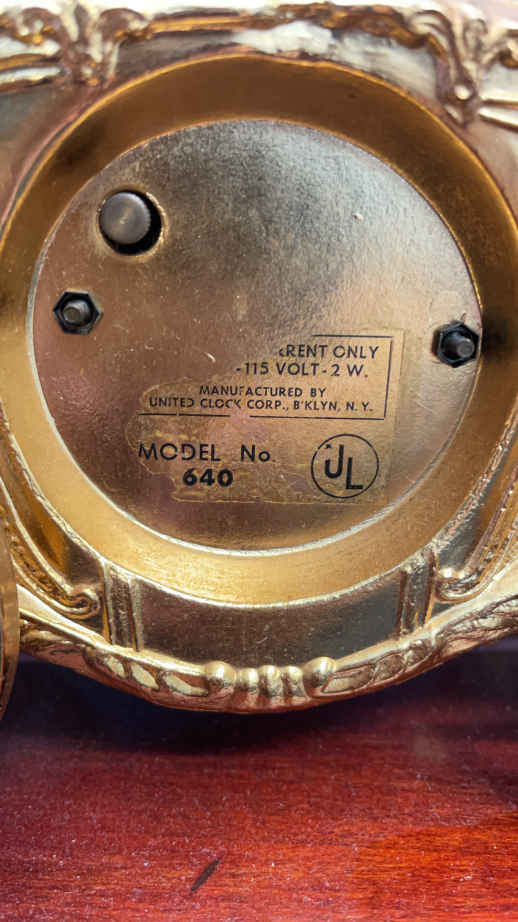 RENT ONLY
-115 VOLT-2 W.
MANUFACTURED BY
UNITED CLOCK CORP., B'KLYN, N. Y.
MODEL No.
640
UL